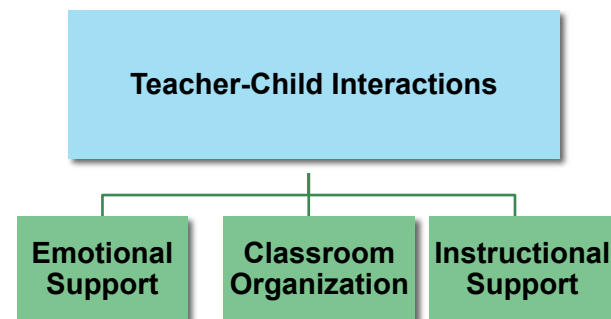 Teacher-Child Interactions
Emotional
Support
Classroom
Organization
Instructional
Support